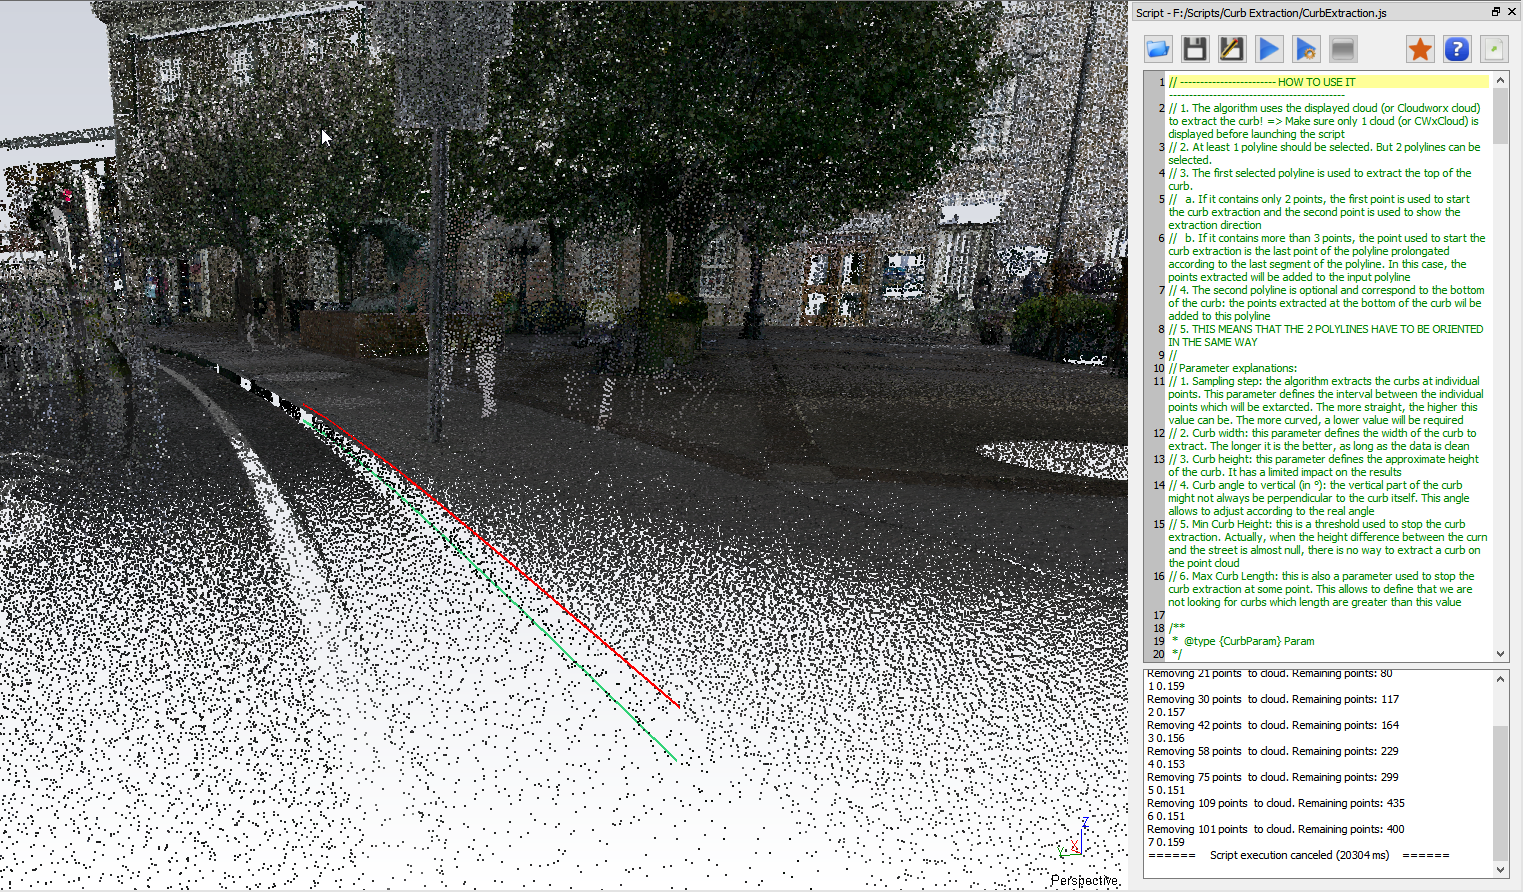 Script - F:/Scripts/Curb Extraction/CurbExtraction.js
1 // ------------------------- HOW TO USE IT
----------------------------------------------
2 // 1. The algorithm uses the displayed cloud (or Cloudworx cloud)
to extract the curb! => Make sure only 1 cloud (or CWxCloud) is
displayed before launching the script
3 // 2. At least 1 polyline should be selected. But 2 polylines can be
selected.
4 // 3. The first selected polyline is used to extract the top of the
curb.
5 // a. If it contains only 2 points, the first point is used to start
the curb extraction and the second point is used to show the
extraction direction
6 // b. If it contains more than 3 points, the point used to start the
curb extraction is the last point of the polyline prolongated
according to the last segment of the polyline. In this case, the
points extracted will be added to the input polyline
7 // 4. The second polyline is optional and correspond to the bottom
of the curb: the points extracted at the bottom of the curb wil be
added to this polyline
8 // 5. THIS MEANS THAT THE 2 POLYLINES HAVE TO BE ORIENTED
IN THE SAME WAY
9 //
10 // Parameter explanations:
11 // 1. Sampling step: the algorithm extracts the curbs at individual
points. This parameter defines the interval between the individual
points which will be extarcted. The more straight, the higher this
value can be. The more curved, a lower value will be required
12 // 2. Curb width: this parameter defines the width of the curb to
extract. The longer it is the better, as long as the data is clean
13 // 3. Curb height: this parameter defines the approximate height
of the curb. It has a limited impact on the results
14 // 4. Curb angle to vertical (in °): the vertical part of the curb
might not always be perpendicular to the curb itself. This angle
allows to adjust according to the real angle
15 // 5. Min Curb Height: this is a threshold used to stop the curb
extraction. Actually, when the height difference between the curn
and the street is almost null, there is no way to extract a curb on
the point cloud
16 // 6. Max Curb Length: this is also a parameter used to stop the
curb extraction at some point. This allows to define that we are
not looking for curbs which length are greater than this value
17
18 /**
19 * @type {CurbParam} Param
20 */
Removing 21 points to cloud. Remaining points: 80
1 0.159
Removing 30 points to cloud. Remaining points: 117
2 0.157
Removing 42 points to cloud. Remaining points: 164
3 0.156
Removing 58 points to cloud. Remaining points: 229
4 0.153
Removing 75 points to cloud. Remaining points: 299
5 0.151
Removing 109 points to cloud. Remaining points: 435
6 0.151
Removing 101 points to cloud. Remaining points: 400
7 0.159
====== Script execution canceled (20304 ms) ======
Z
X
Y
Perspective